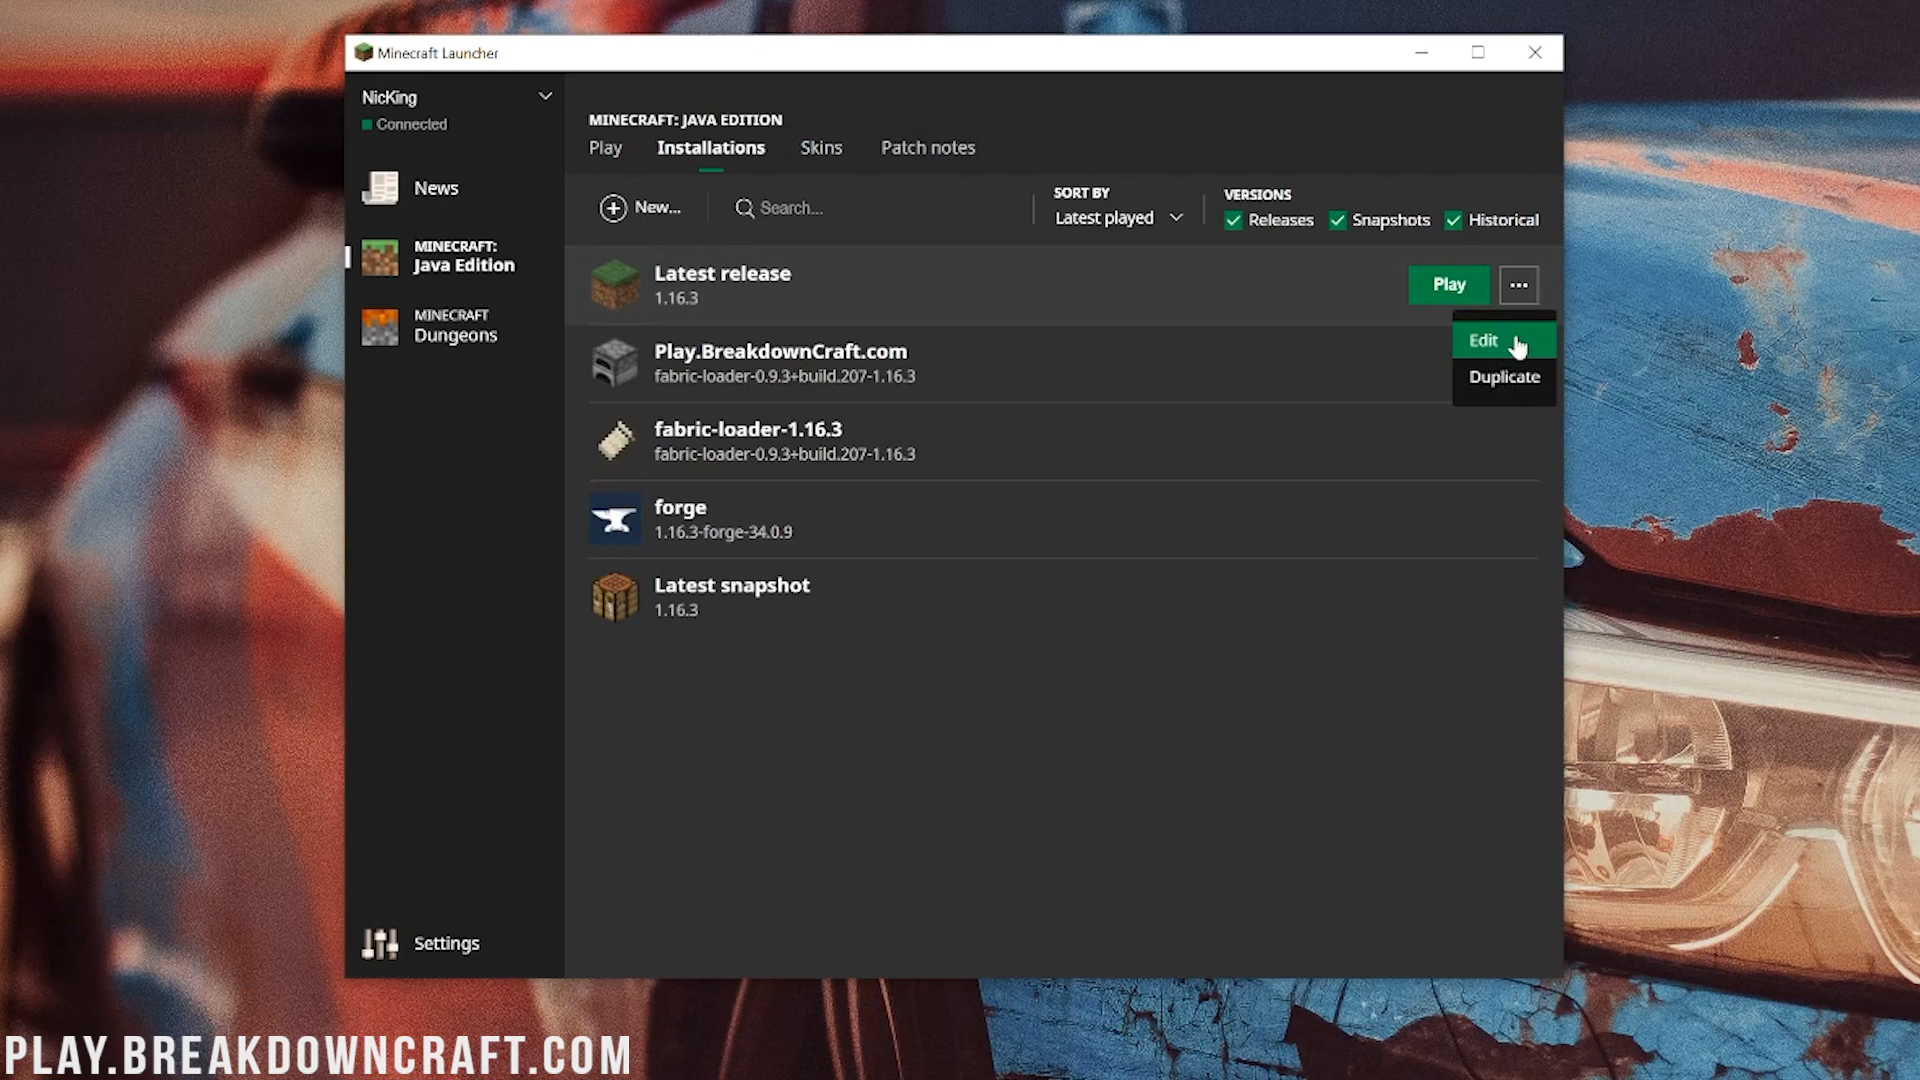 Minecraft Launcher
NicKing
Connected
News
MINECRAFT:
Java Edition
MINECRAFT
Dungeons
Settings
MINECRAFT: JAVA EDITION
Play Installations Skins Patch notes
New... Search...
SORT BY
Latest played
VERSIONS
Releases Snapshots Historical
Latest release
1.16.3
Play ...
Edit
Duplicate
Play.BreakdownCraft.com
fabric-loader-0.9.3+build.207-1.16.3
fabric-loader-1.16.3
fabric-loader-0.9.3+build.207-1.16.3
forge
1.16.3-forge-34.0.9
Latest snapshot
1.16.3
PLAY.BREAKDOWNCRAFT.COM